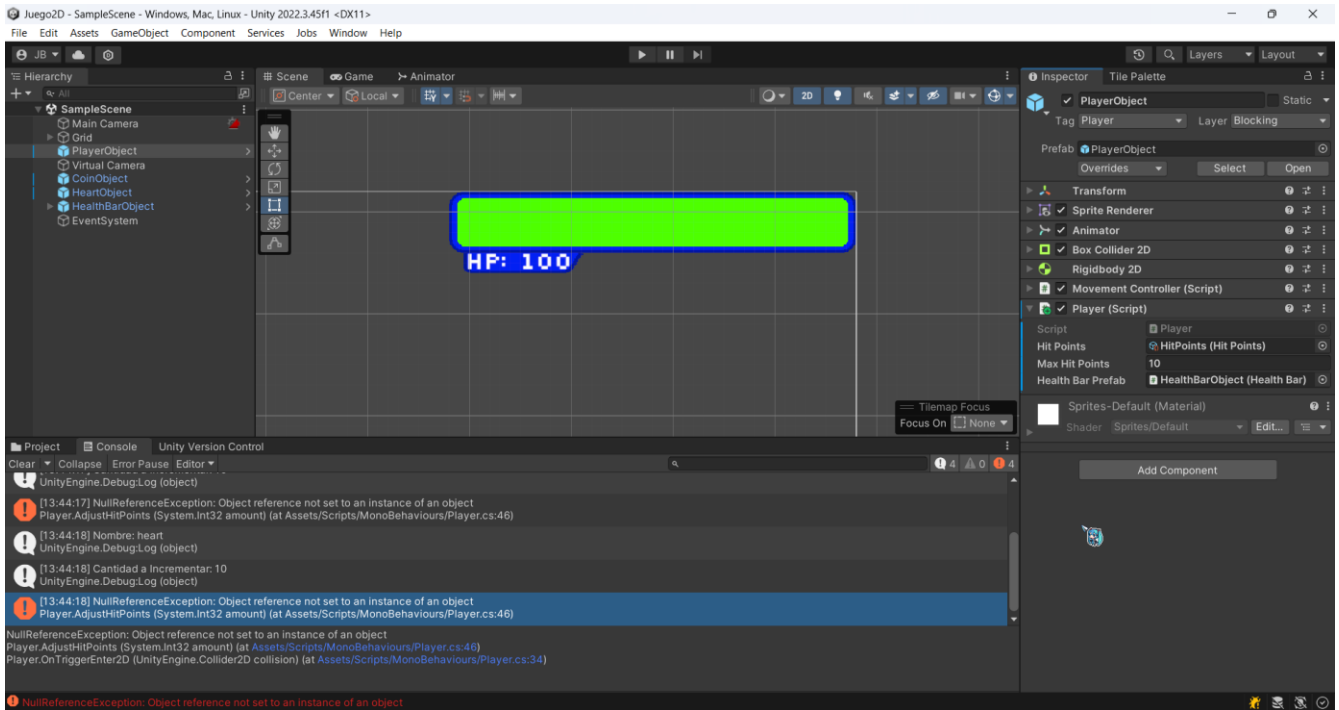 Juego2D - SampleScene - Windows, Mac, Linux - Unity 2022.3.45f1 <DX11>
File Edit Assets GameObject Component Services Jobs Window Help
JB
Layers Layout
Hierarchy
All
SampleScene
Main Camera
Grid
PlayerObject
Virtual Camera
CoinObject
HeartObject
HealthBarObject
EventSystem
Scene Game Animator
Center Local 2D
HP: 100
Tilemap Focus
Focus On None
Inspector Tile Palette
PlayerObject Static
Tag Player Layer Blocking
Prefab PlayerObject
Overrides Select Open
Transform
Sprite Renderer
Animator
Box Collider 2D
Rigidbody 2D
Movement Controller (Script)
Player (Script)
Script Player
Hit Points HitPoints (Hit Points)
Max Hit Points 10
Health Bar Prefab HealthBarObject (Health Bar)
Sprites-Default (Material)
Shader Sprites/Default Edit...
Add Component
Project Console Unity Version Control
Clear Collapse Error Pause Editor 4 0 4
UnityEngine.Debug:Log (object)
[13:44:17] NullReferenceException: Object reference not set to an instance of an object
Player.AdjustHitPoints (System.Int32 amount) (at Assets/Scripts/MonoBehaviours/Player.cs:46)
[13:44:18] Nombre: heart
UnityEngine.Debug:Log (object)
[13:44:18] Cantidad a Incrementar: 10
UnityEngine.Debug:Log (object)
[13:44:18] NullReferenceException: Object reference not set to an instance of an object
Player.AdjustHitPoints (System.Int32 amount) (at Assets/Scripts/MonoBehaviours/Player.cs:46)
NullReferenceException: Object reference not set to an instance of an object
Player.AdjustHitPoints (System.Int32 amount) (at Assets/Scripts/MonoBehaviours/Player.cs:46)
Player.OnTriggerEnter2D (UnityEngine.Collider2D collision) (at Assets/Scripts/MonoBehaviours/Player.cs:34)
NullReferenceException: Object reference not set to an instance of an object